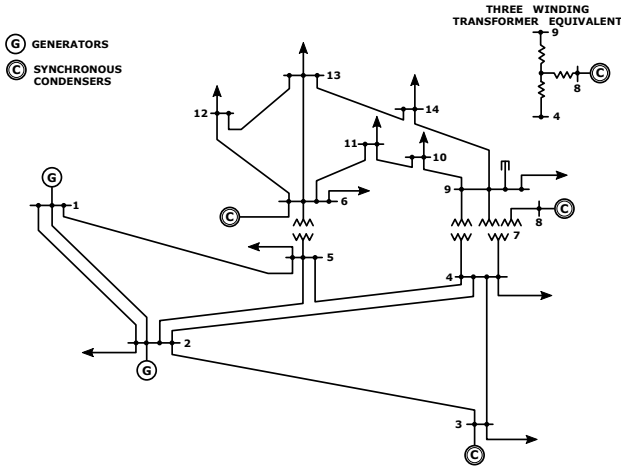 THREE WINDING
TRANSFORMER EQUIVALENT
9
C
8
4
G GENERATORS
C SYNCHRONOUS
CONDENSERS
13
12
14
11
10
G
1
6
C
9
C
8
7
5
4
2
G
3
C